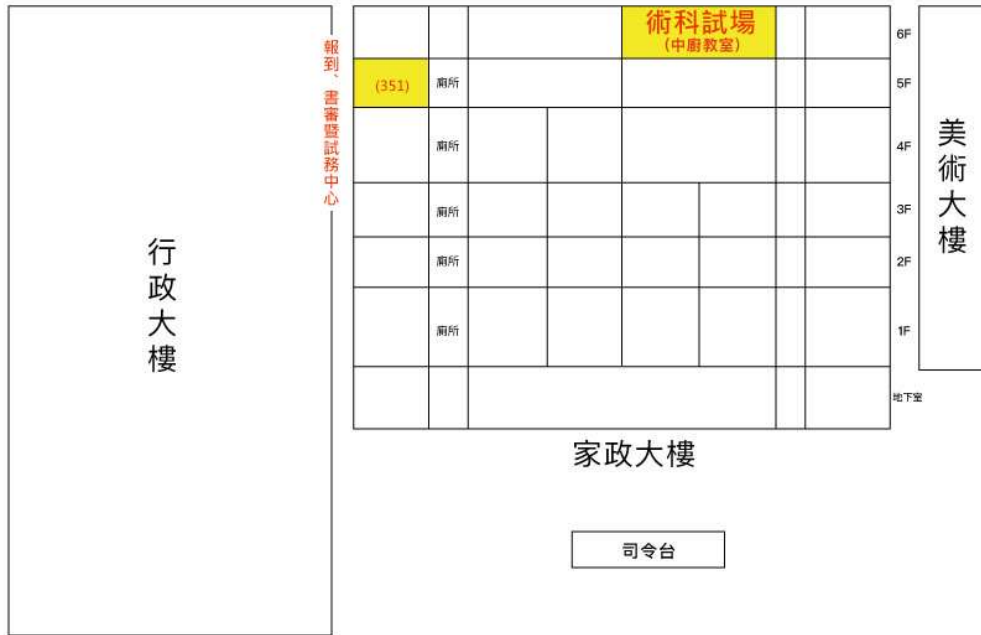 術科試場
(中廚教室)
6F
報到、書審暨試務中心
(351)
廁所
5F
廁所
4F
廁所
3F
廁所
2F
廁所
1F
地下室
行政大樓
美術大樓
家政大樓
司令台